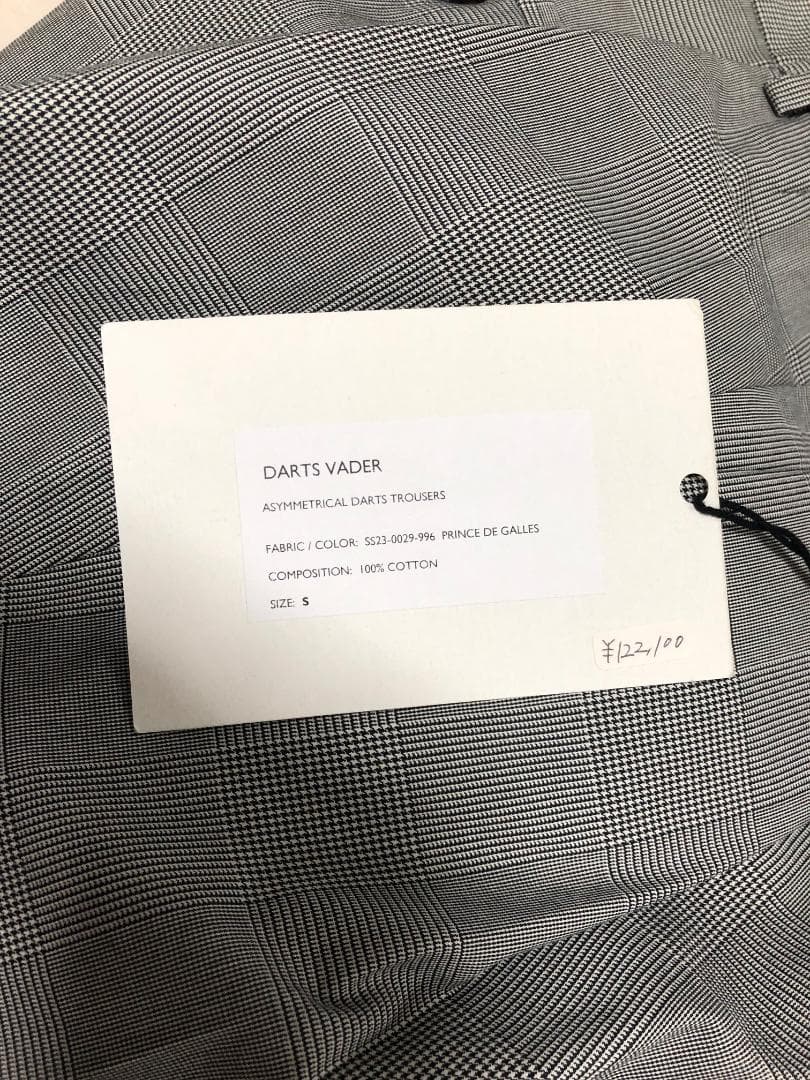 DARTS VADER
ASYMMETRICAL DARTS TROUSERS
FABRIC / COLOR: SS23-0029-996 PRINCE DE GALLES
COMPOSITION: 100% COTTON
SIZE: S
¥122,100